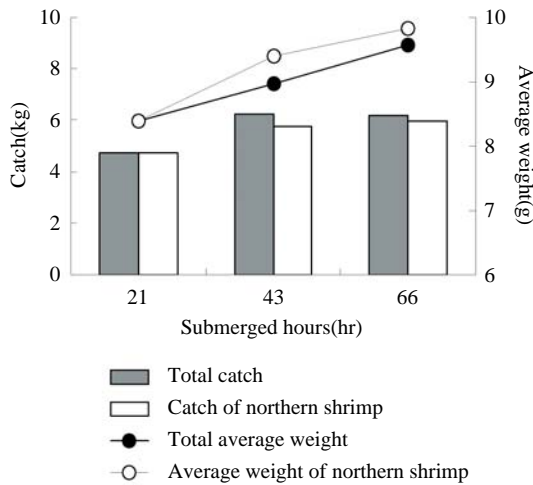 10
8
6
4
2
0
Catch(kg)
10
9
8
7
6
Average weight(g)
21 43 66
Submerged hours(hr)
Total catch
Catch of northern shrimp
Total average weight
Average weight of northern shrimp